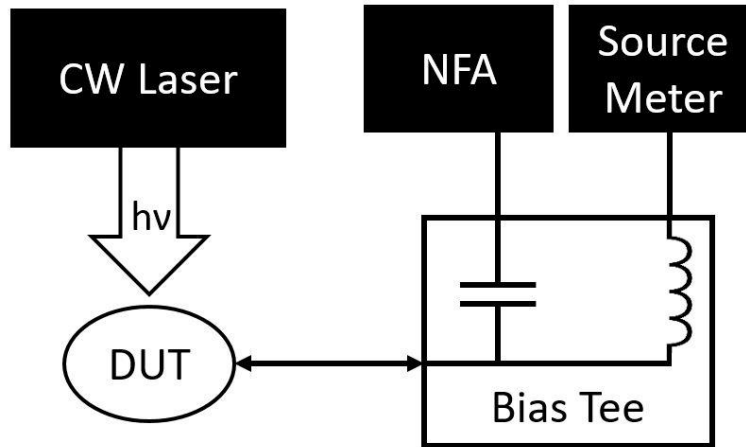 CW Laser
NFA
Source
Meter
hν
DUT
Bias Tee